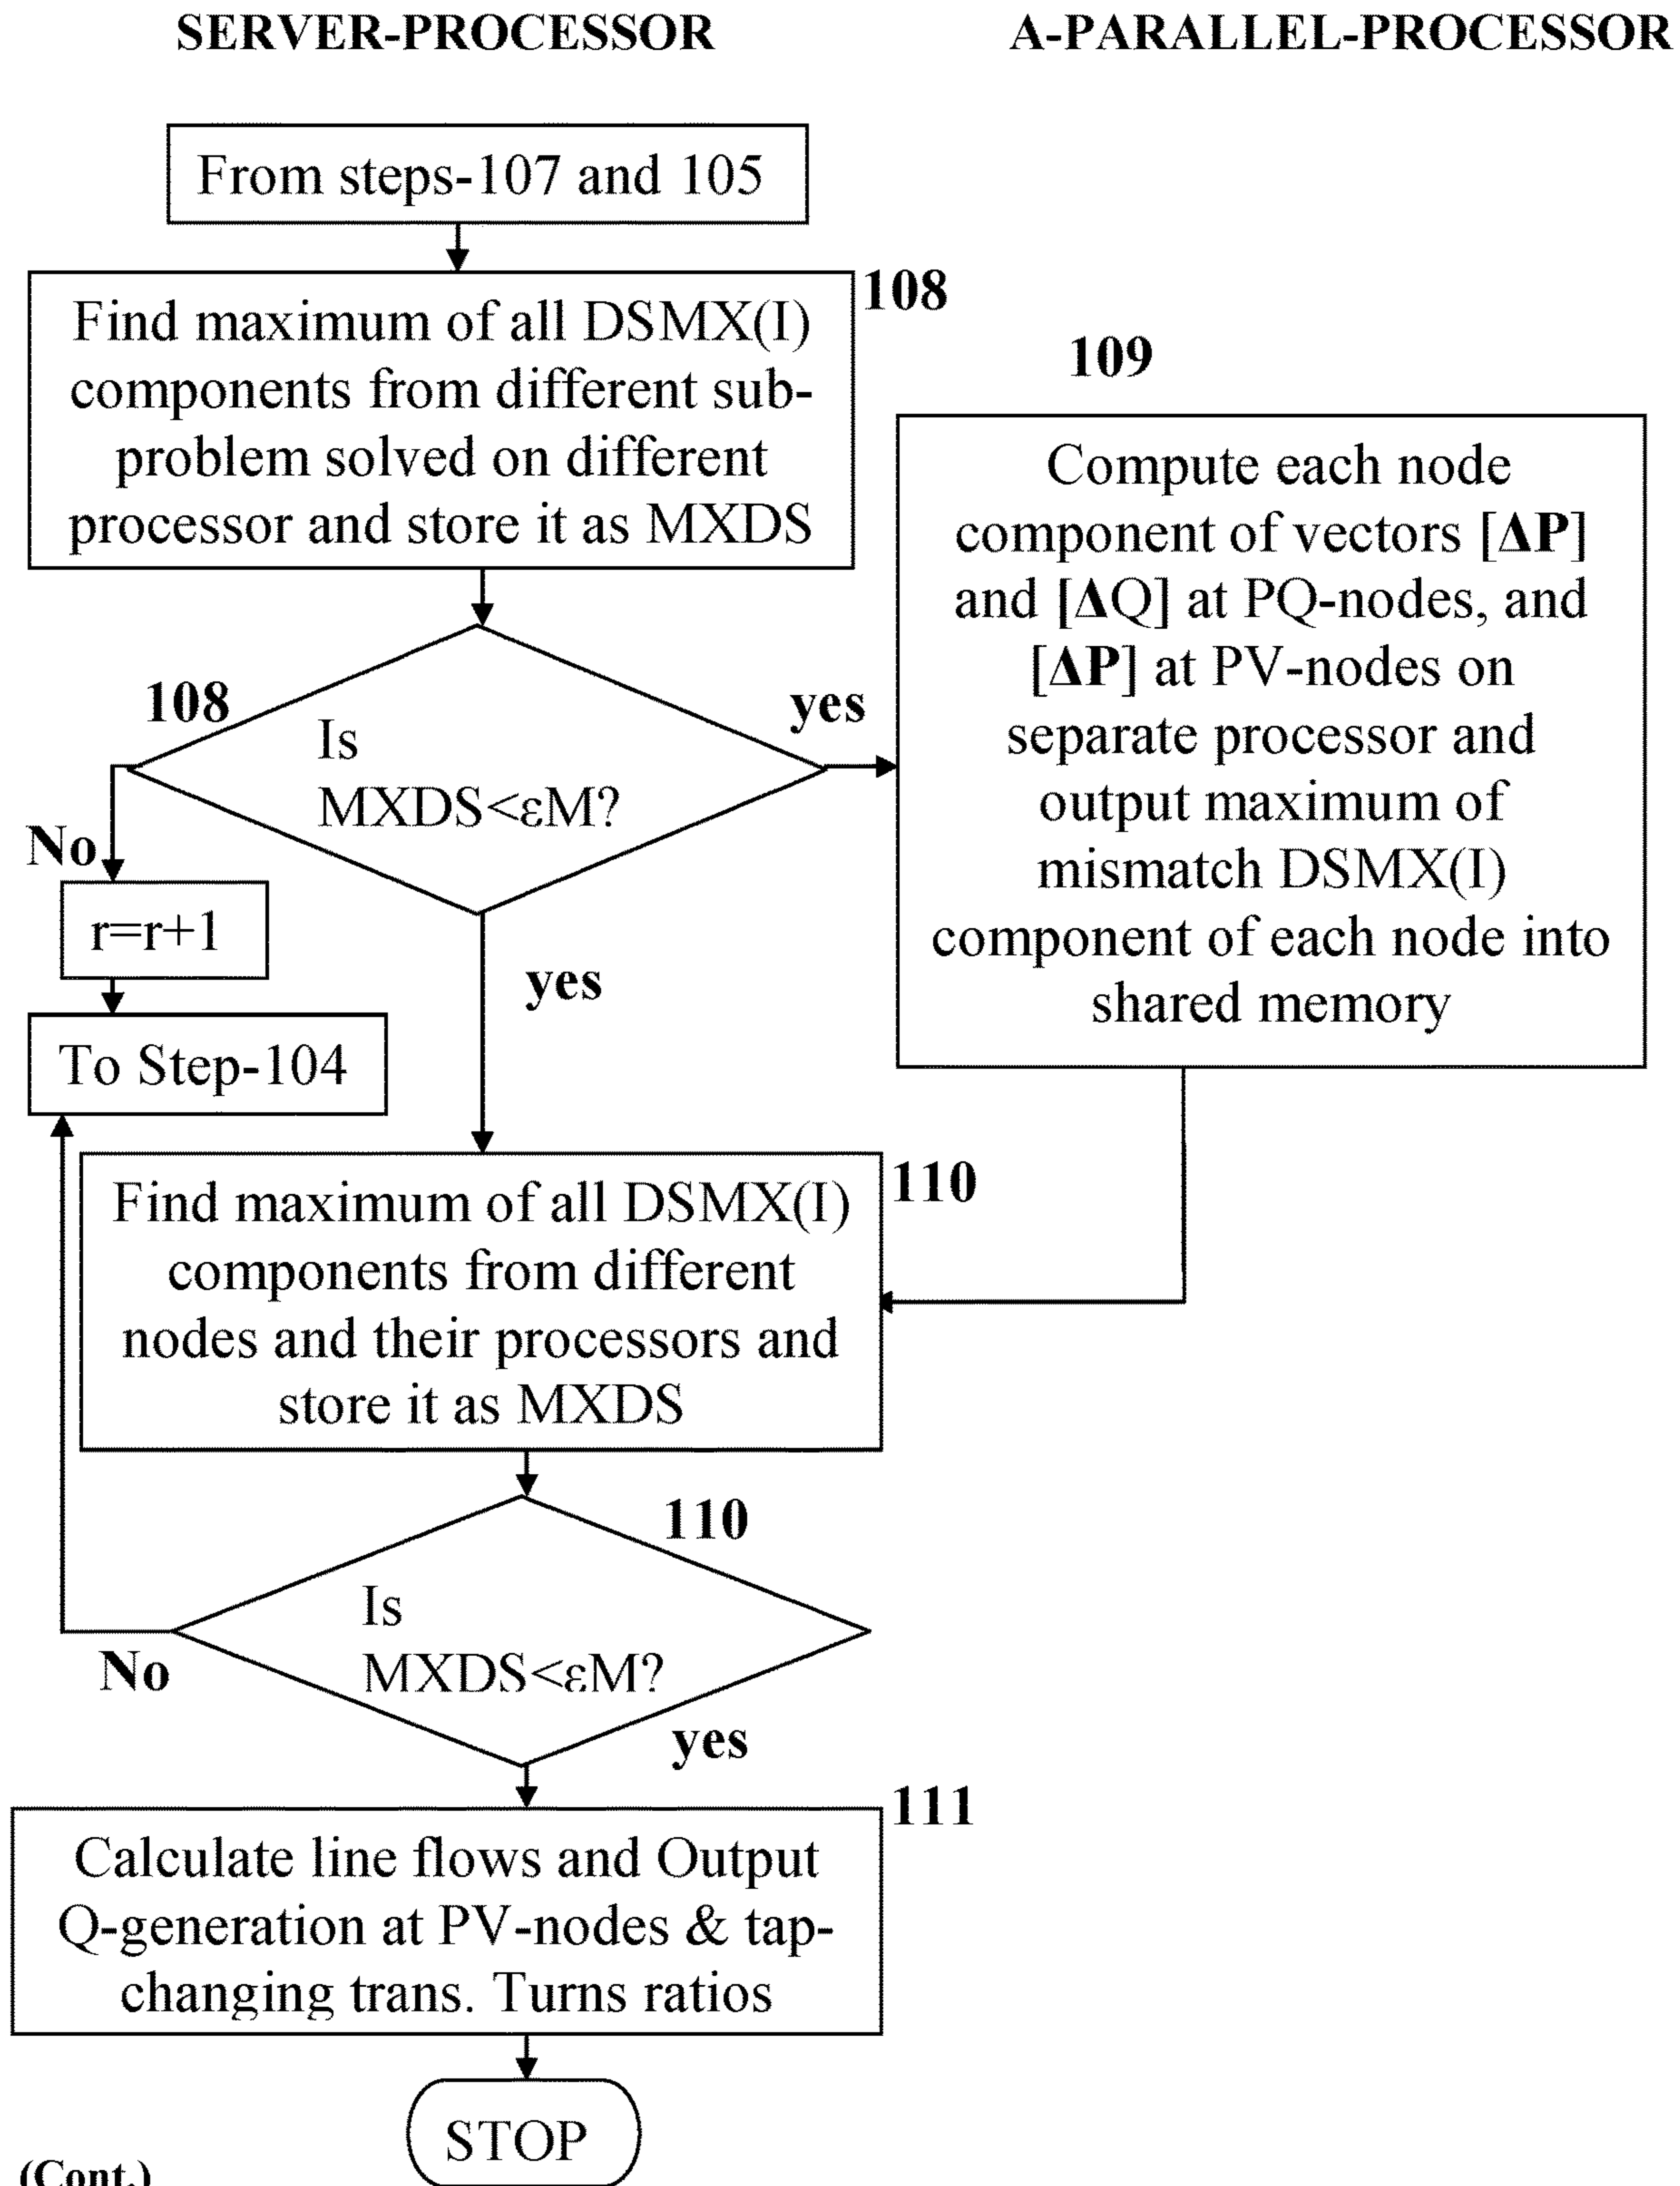 SERVER-PROCESSOR
A-PARALLEL-PROCESSOR
From steps-107 and 105
108
Find maximum of all DSMX(I)
components from different sub-
problem solved on different
processor and store it as MXDS
109
Compute each node
component of vectors [ΔP]
and [ΔQ] at PQ-nodes, and
[ΔP] at PV-nodes on
separate processor and
output maximum of
mismatch DSMX(I)
component of each node into
shared memory
108
yes
Is
MXDS<εM?
No
r=r+1
yes
To Step-104
110
Find maximum of all DSMX(I)
components from different
nodes and their processors and
store it as MXDS
110
Is
MXDS<εM?
No
yes
111
Calculate line flows and Output
Q-generation at PV-nodes & tap-
changing trans. Turns ratios
STOP
(Cont.)